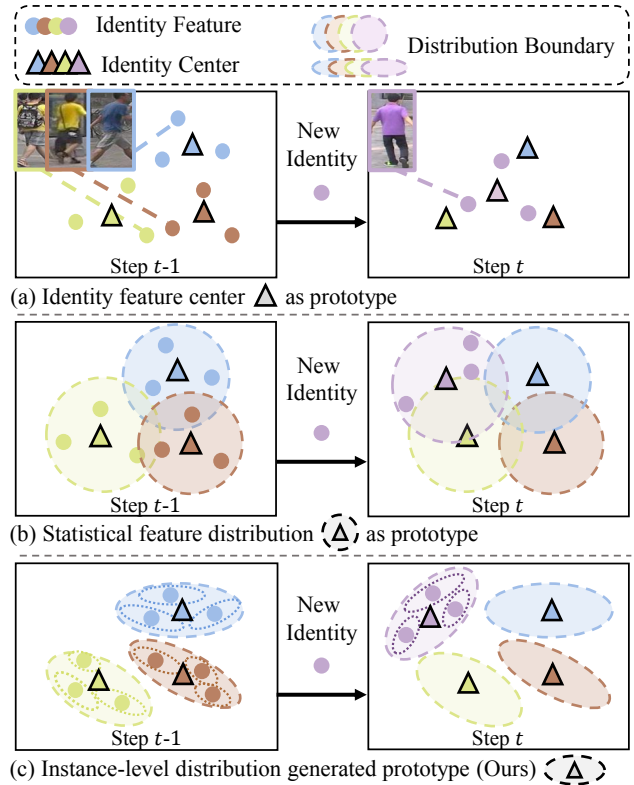 Identity Feature
Identity Center
Distribution Boundary
New
Identity
Step t-1
Step t
(a) Identity feature center as prototype
New
Identity
Step t-1
Step t
(b) Statistical feature distribution as prototype
New
Identity
Step t-1
Step t
(c) Instance-level distribution generated prototype (Ours)